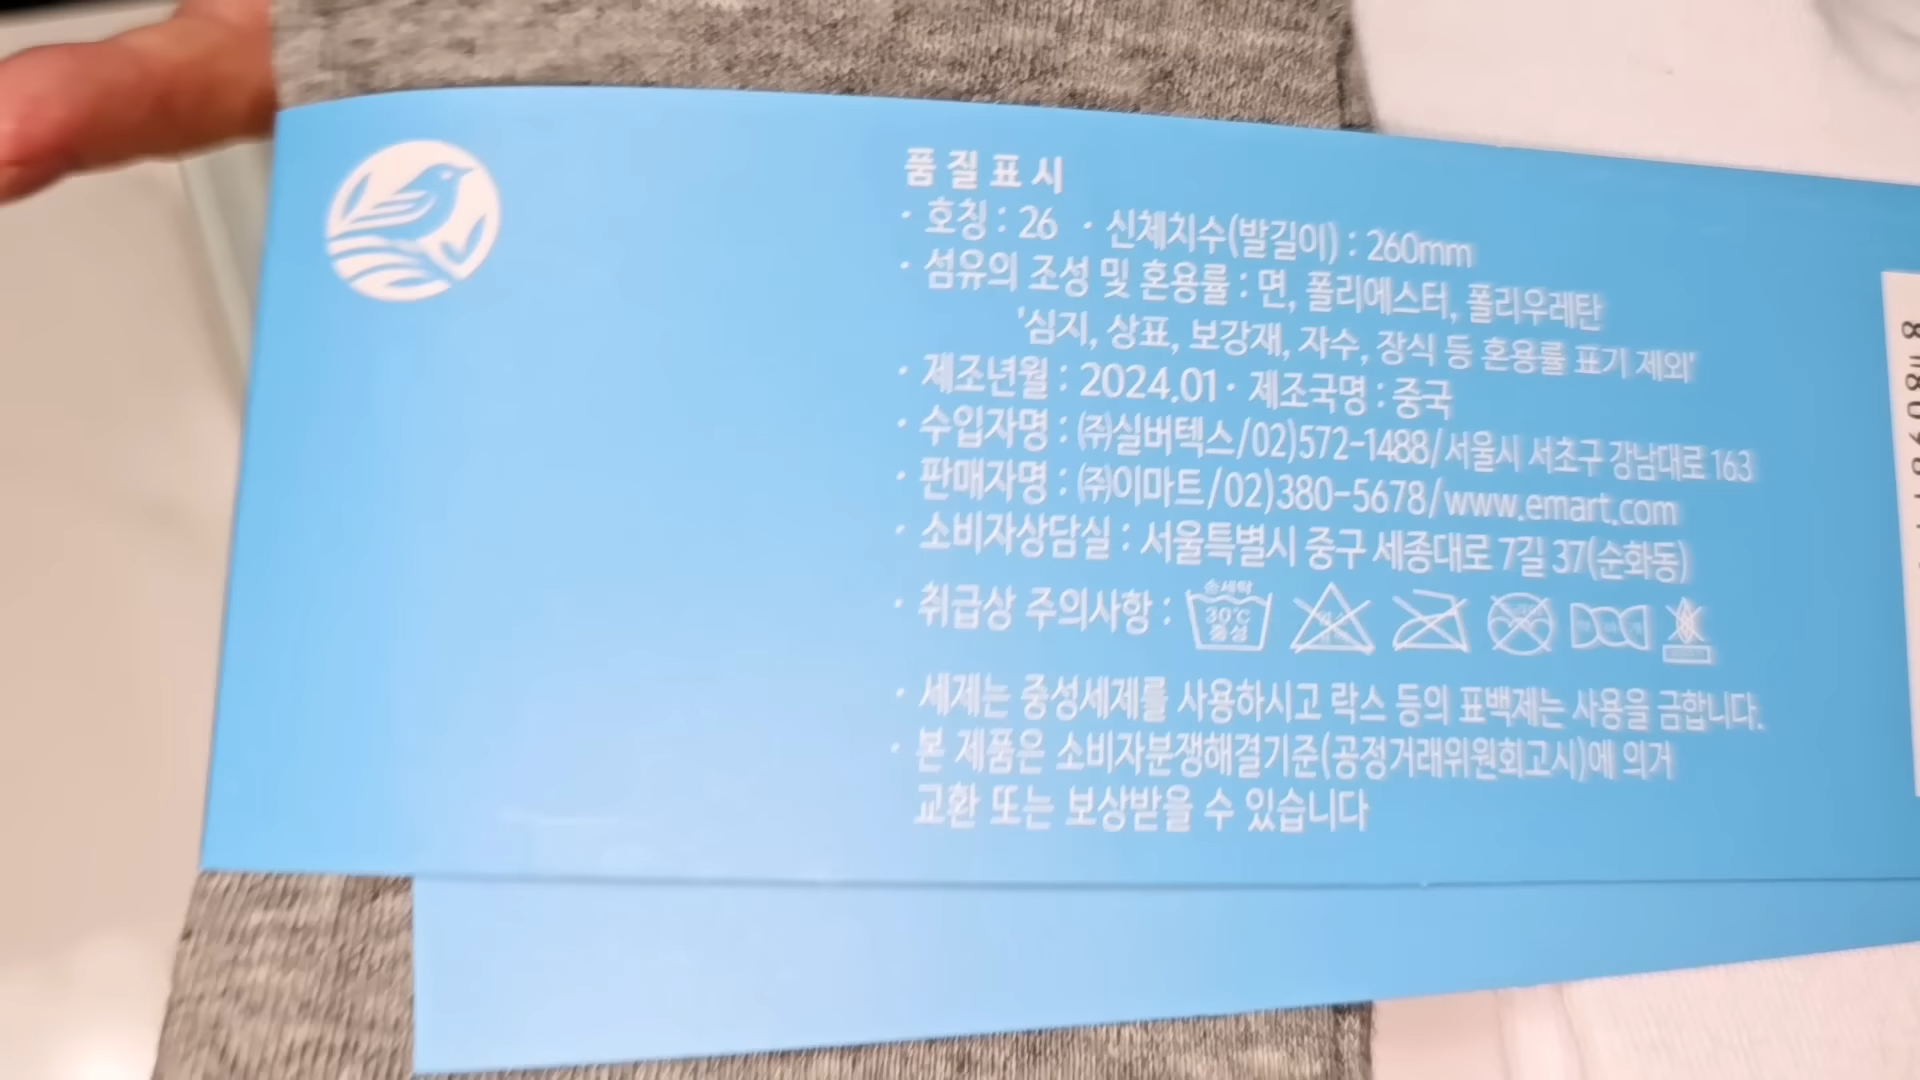 품질표시
· 호칭 : 26 · 신체치수(발길이) : 260mm
· 섬유의 조성 및 혼용률 : 면, 폴리에스터, 폴리우레탄
'심지, 상표, 보강재, 자수, 장식 등 혼용률 표기 제외'
· 제조년월 : 2024.01 · 제조국명 : 중국
· 수입자명 : ㈜실버텍스/02)572-1488/서울시 서초구 강남대로 163
· 판매자명 : ㈜이마트/02)380-5678/www.emart.com
· 소비자상담실 : 서울특별시 중구 세종대로 7길 37(순화동)
· 취급상 주의사항 :
손세탁
30℃
중성
· 세제는 중성세제를 사용하시고 락스 등의 표백제는 사용을 금합니다.
· 본 제품은 소비자분쟁해결기준(공정거래위원회고시)에 의거
교환 또는 보상받을 수 있습니다